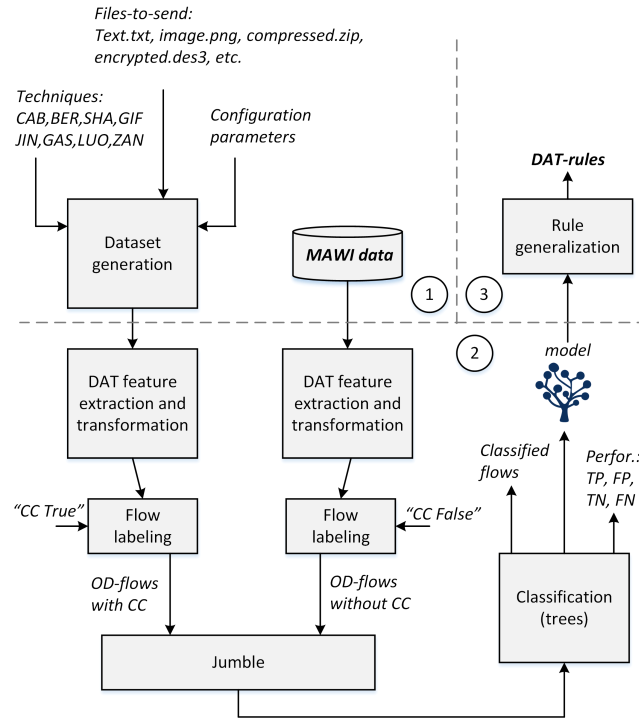 Files-to-send:
Text.txt, image.png, compressed.zip,
encrypted.des3, etc.
Techniques:
CAB,BER,SHA,GIF
JIN,GAS,LUO,ZAN
Configuration
parameters
DAT-rules
Dataset
generation
MAWI data
Rule
generalization
1
3
2
model
DAT feature
extraction and
transformation
DAT feature
extraction and
transformation
Classified
flows
Perfor.:
TP, FP,
TN, FN
“CC True”
Flow
labeling
Flow
labeling
“CC False”
OD-flows
with CC
OD-flows
without CC
Classification
(trees)
Jumble